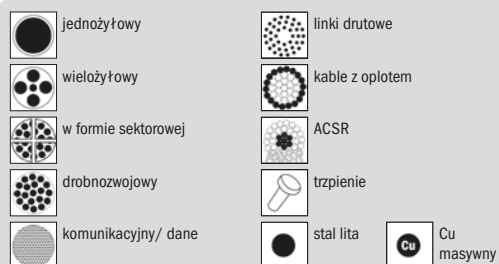 jednożyłowy
wielożyłowy
w formie sektorowej
drobnozwojowy
komunikacyjny/ dane
linki drutowe
kable z oplotem
ACSR
trzpienie
stal lita
Cu
Cu
masywny